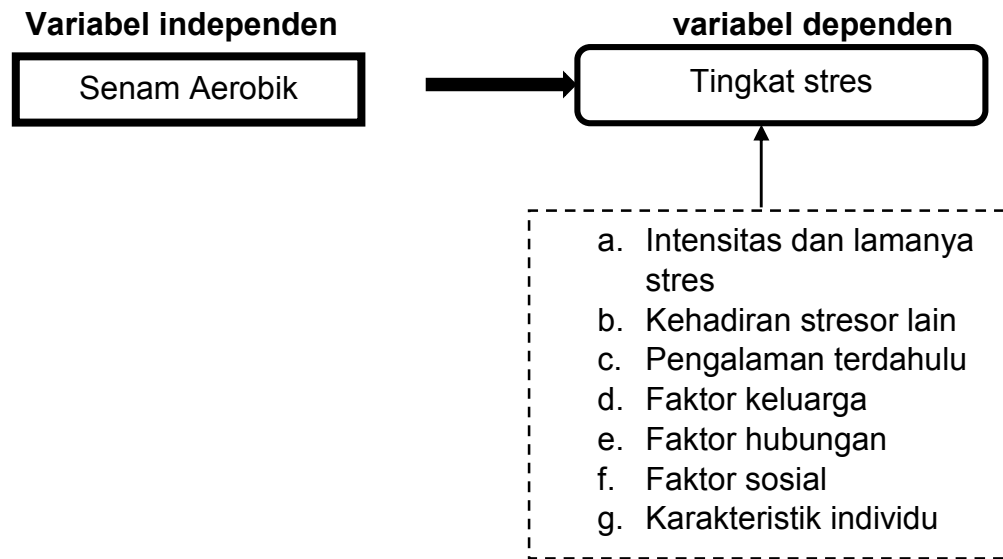 Variabel independen
variabel dependen
Senam Aerobik
Tingkat stres
a. Intensitas dan lamanya
stres
b. Kehadiran stresor lain
c. Pengalaman terdahulu
d. Faktor keluarga
e. Faktor hubungan
f. Faktor sosial
g. Karakteristik individu